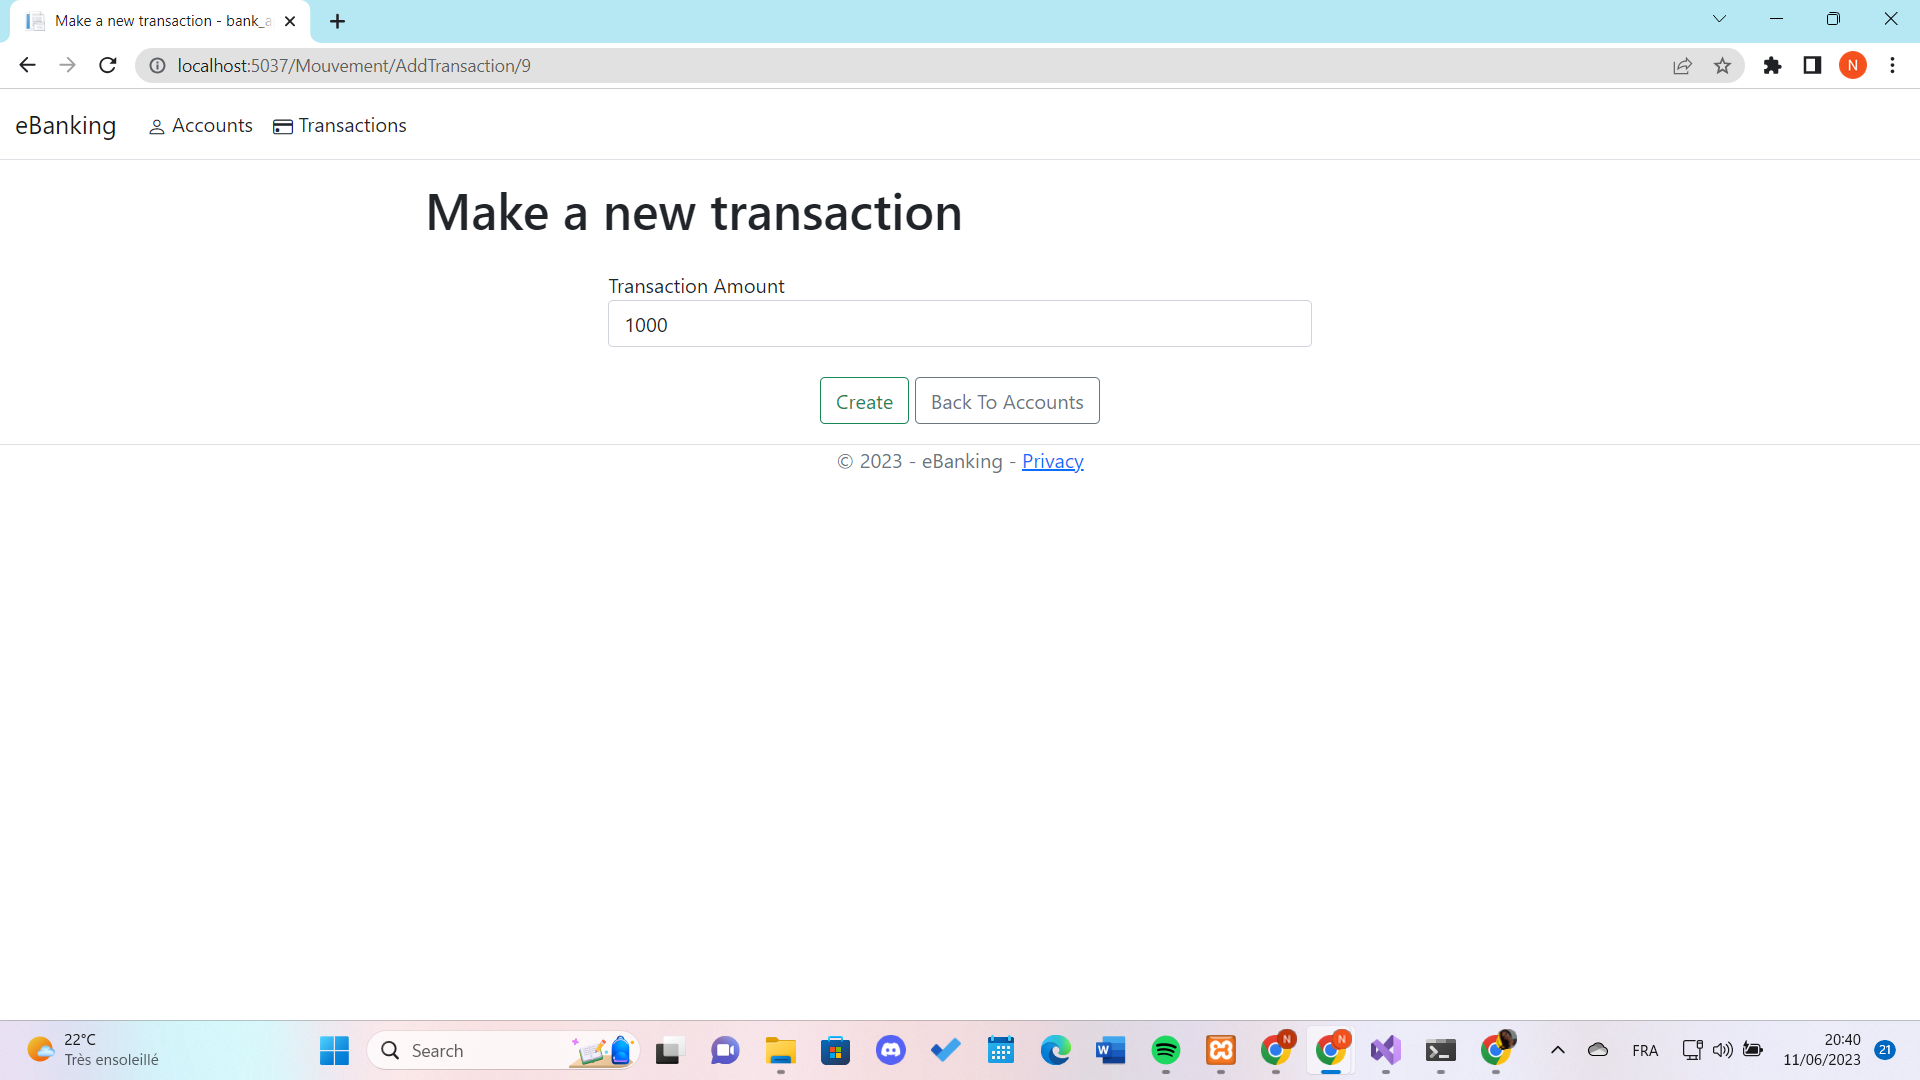 Make a new transaction - bank_a
localhost:5037/Mouvement/AddTransaction/9
N
eBanking
Accounts
Transactions
Make a new transaction
Transaction Amount
1000
Create
Back To Accounts
© 2023 - eBanking - Privacy
22°C
Très ensoleillé
Search
N
N
FRA
20:40
11/06/2023
21